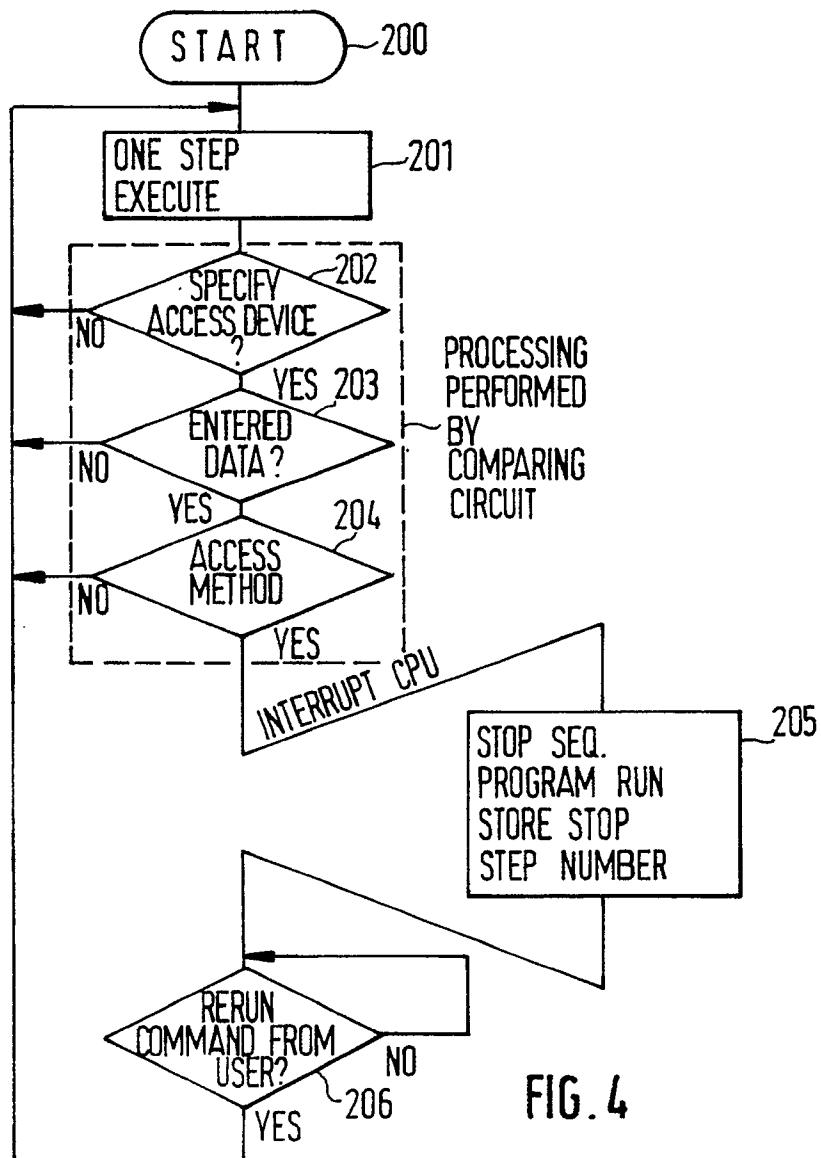 START
200
ONE STEP
EXECUTE
201
SPECIFY
ACCESS DEVICE
?
202
NO
YES
203
ENTERED
DATA?
NO
YES
204
ACCESS
METHOD
NO
YES
PROCESSING
PERFORMED
BY
COMPARING
CIRCUIT
INTERRUPT CPU
STOP SEQ.
PROGRAM RUN
STORE STOP
STEP NUMBER
205
RERUN
COMMAND FROM
USER?
NO
206
YES
FIG. 4